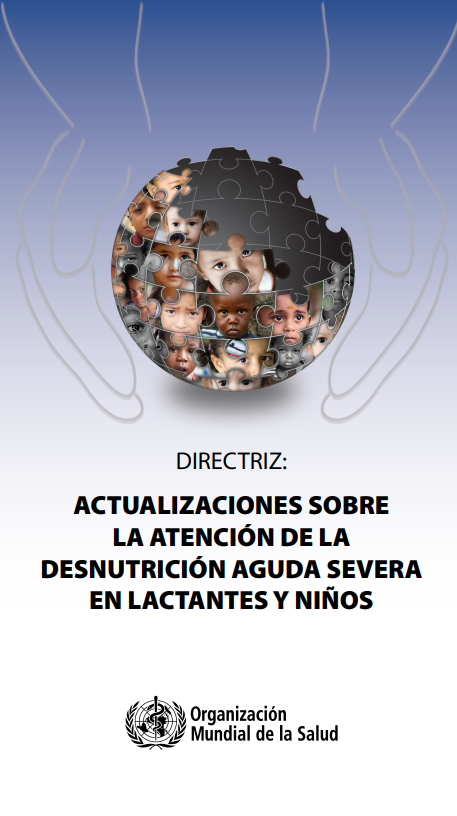 DIRECTRIZ:
ACTUALIZACIONES SOBRE
LA ATENCIÓN DE LA
DESNUTRICIÓN AGUDA SEVERA
EN LACTANTES Y NIÑOS
Organización
Mundial de la Salud